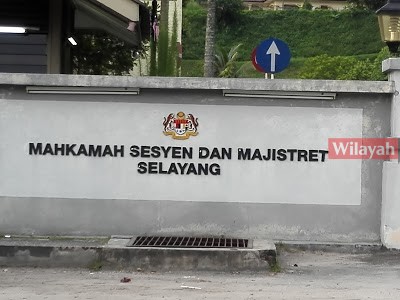 MAHKAMAH SESYEN DAN MAJISTRET
SELAYANG
Wilayah